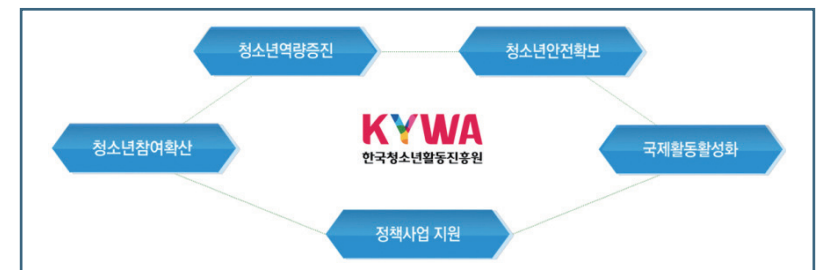 청소년역량증진
청소년안전확보
청소년참여확산
KYWA
한국청소년활동진흥원
국제활동활성화
정책사업 지원